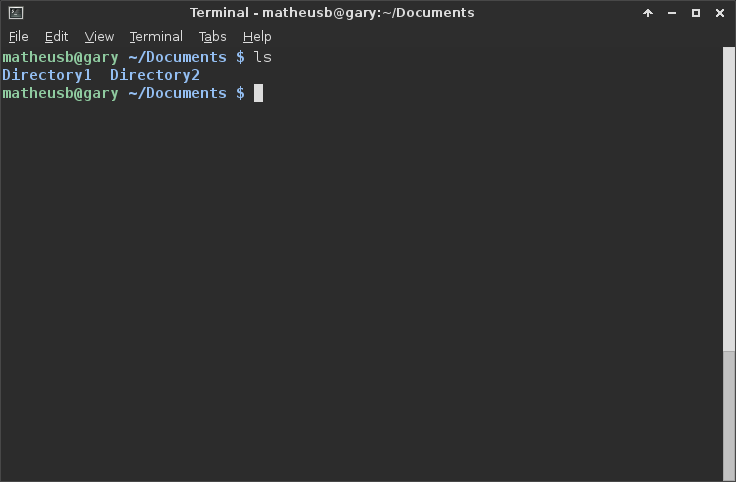 Terminal - matheusb@gary:~/Documents
File Edit View Terminal Tabs Help
matheusb@gary ~/Documents $ ls
Directory1  Directory2
matheusb@gary ~/Documents $